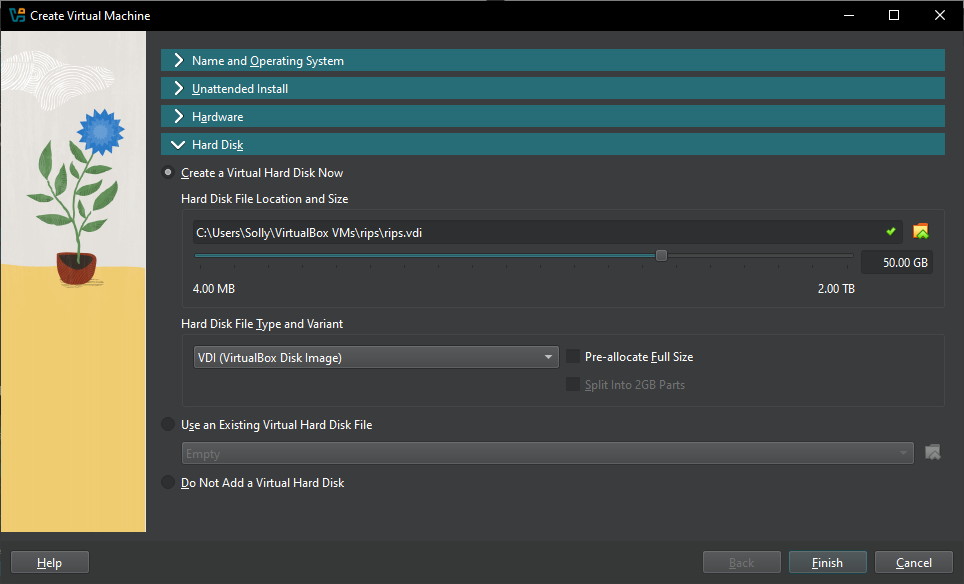 Create Virtual Machine
Name and Operating System
Unattended Install
Hardware
Hard Disk
Create a Virtual Hard Disk Now
Hard Disk File Location and Size
C:\Users\Solly\VirtualBox VMs\rips\rips.vdi
50.00 GB
4.00 MB 2.00 TB
Hard Disk File Type and Variant
VDI (VirtualBox Disk Image) Pre-allocate Full Size
Split Into 2GB Parts
Use an Existing Virtual Hard Disk File
Empty
Do Not Add a Virtual Hard Disk
Help Back Finish Cancel